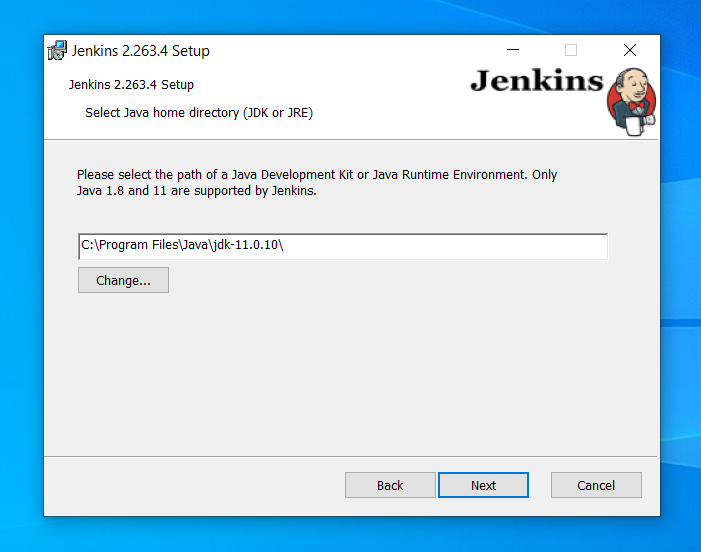 Jenkins 2.263.4 Setup
Jenkins 2.263.4 Setup
Jenkins
Select Java home directory (JDK or JRE)
Please select the path of a Java Development Kit or Java Runtime Environment. Only
Java 1.8 and 11 are supported by Jenkins.
C:\Program Files\Java\jdk-11.0.10\
Change...
Back
Next
Cancel